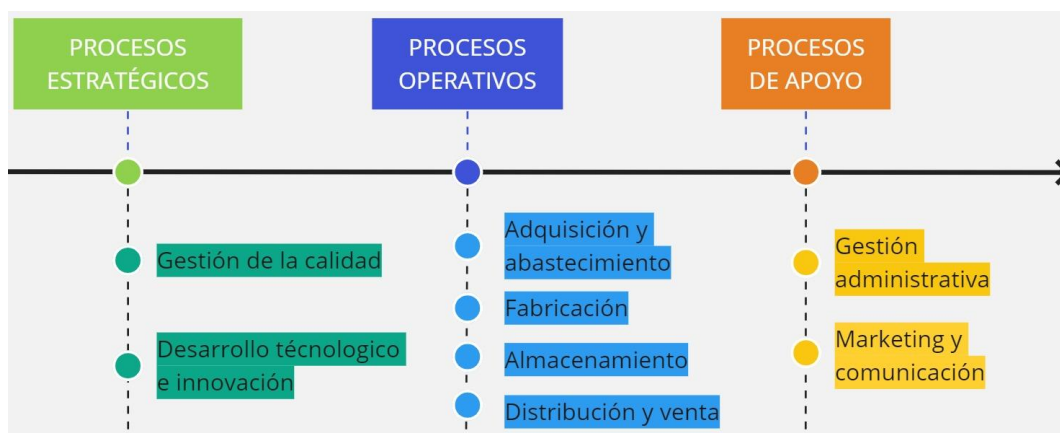 PROCESOS
ESTRATÉGICOS
PROCESOS
OPERATIVOS
PROCESOS
DE APOYO
Gestión de la calidad
Desarrollo técnologico
e innovación
Adquisición y
abastecimiento
Fabricación
Almacenamiento
Distribución y venta
Gestión
administrativa
Marketing y
comunicación